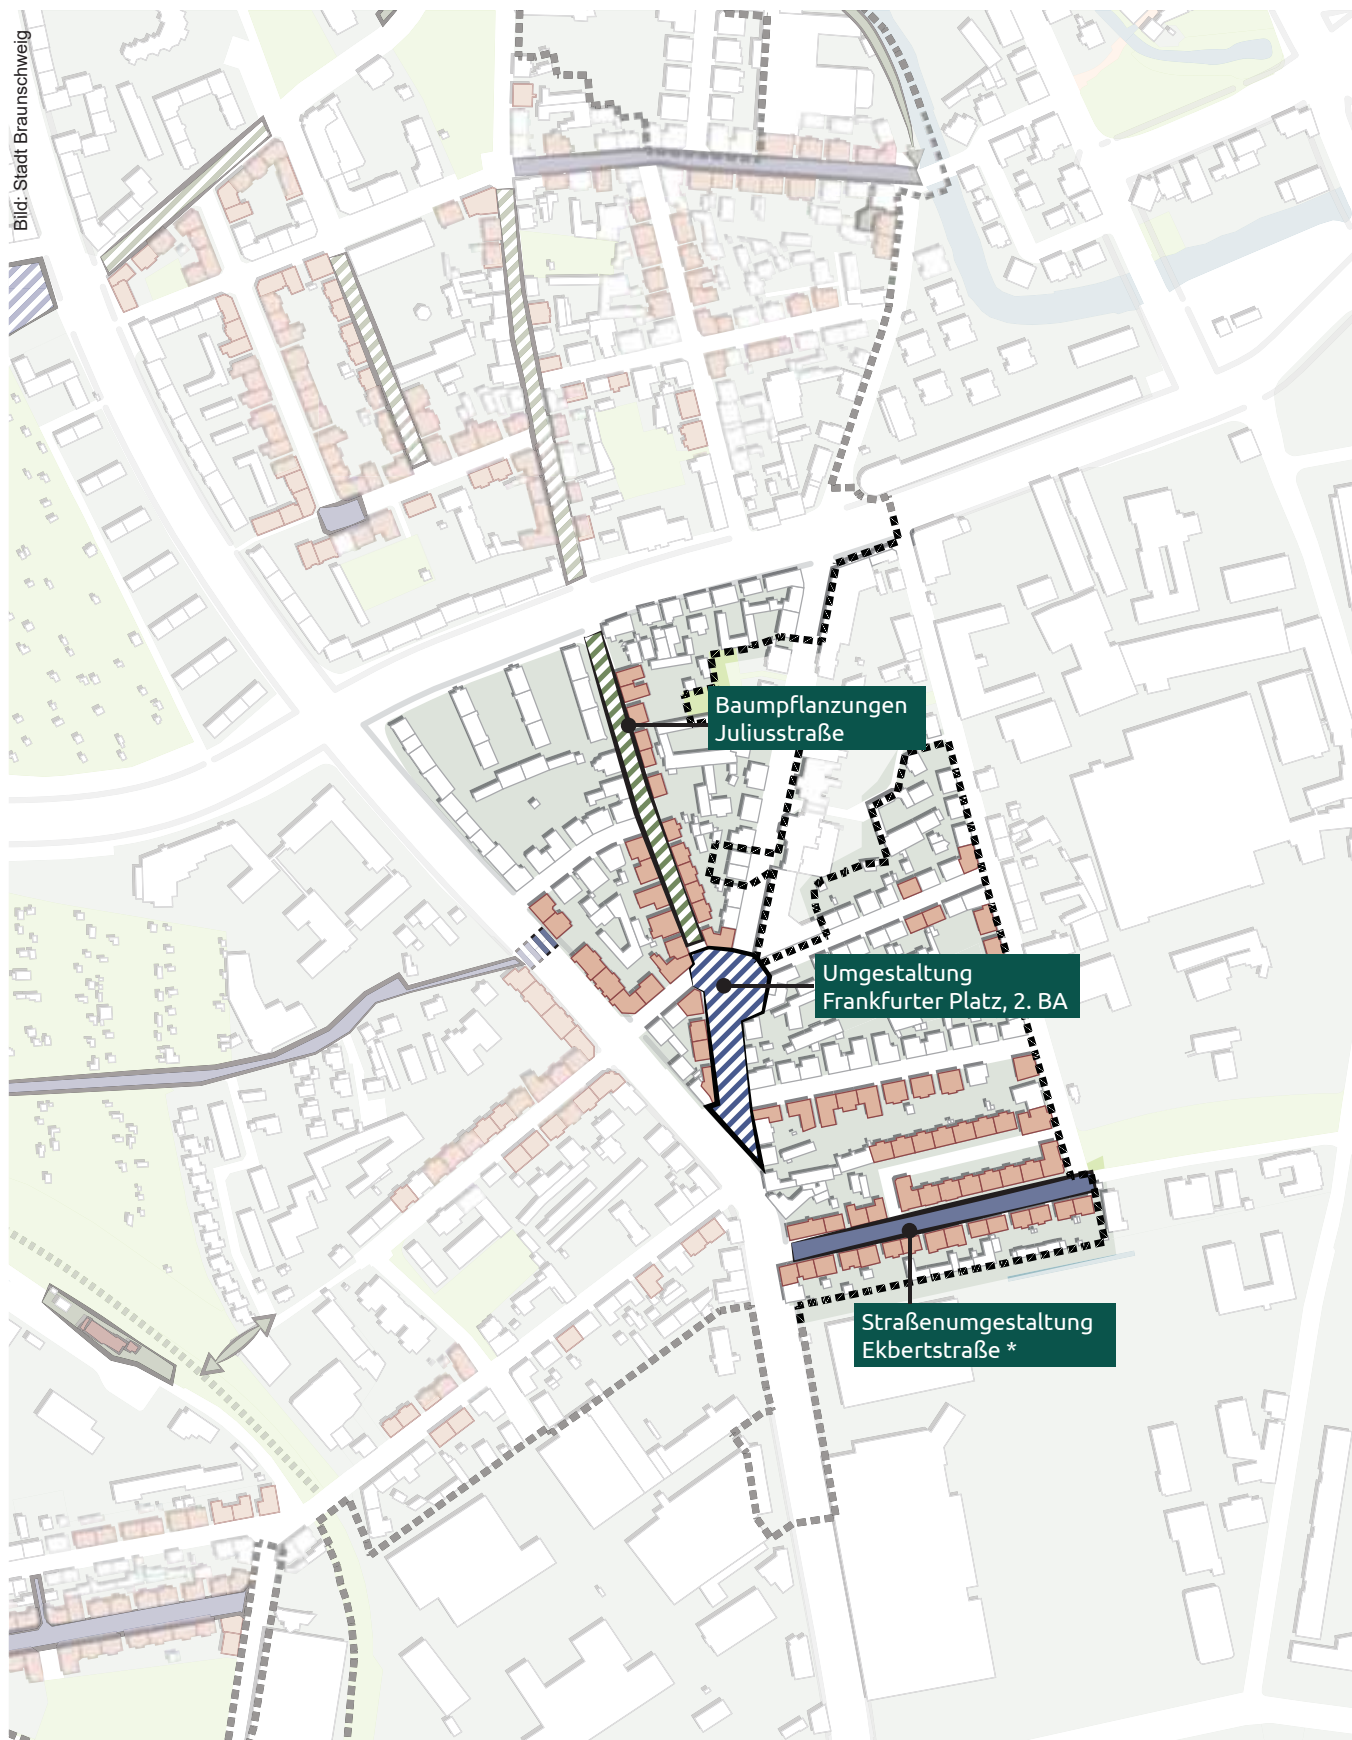 Bild: Stadt Braunschweig
Baumpflanzungen
Juliusstraße
Umgestaltung
Frankfurter Platz, 2. BA
Straßenumgestaltung
Ekbertstraße *